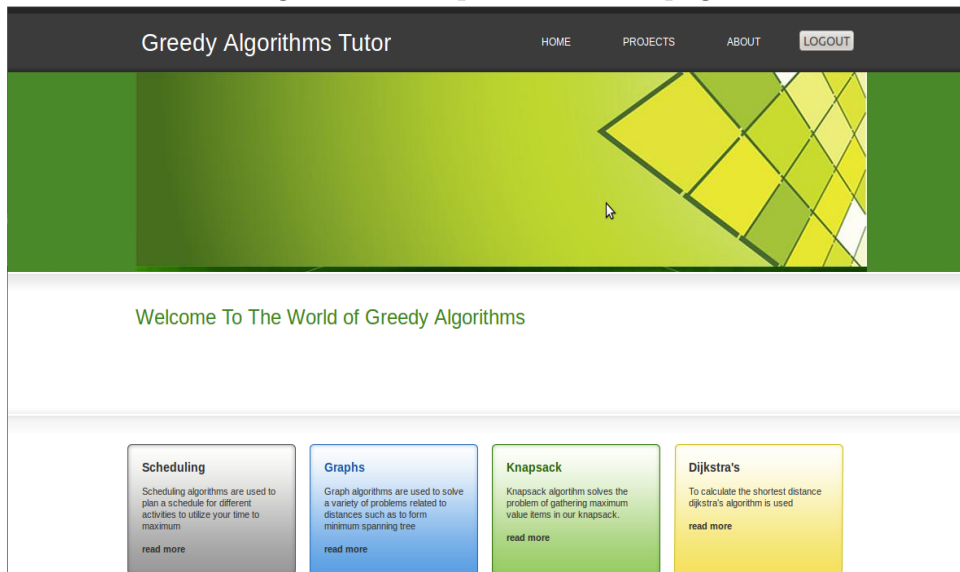 Greedy Algorithms Tutor
HOME
PROJECTS
ABOUT
LOGOUT
Welcome To The World of Greedy Algorithms
Scheduling
Scheduling algorithms are used to
plan a schedule for different
activities to utilize your time to
maximum
read more
Graphs
Graph algorithms are used to solve
a variety of problems related to
distances such as to form
minimum spanning tree
read more
Knapsack
Knapsack algortihm solves the
problem of gathering maximum
value items in our knapsack.
read more
Dijkstra's
To calculate the shortest distance
dijkstra's algorithm is used
read more